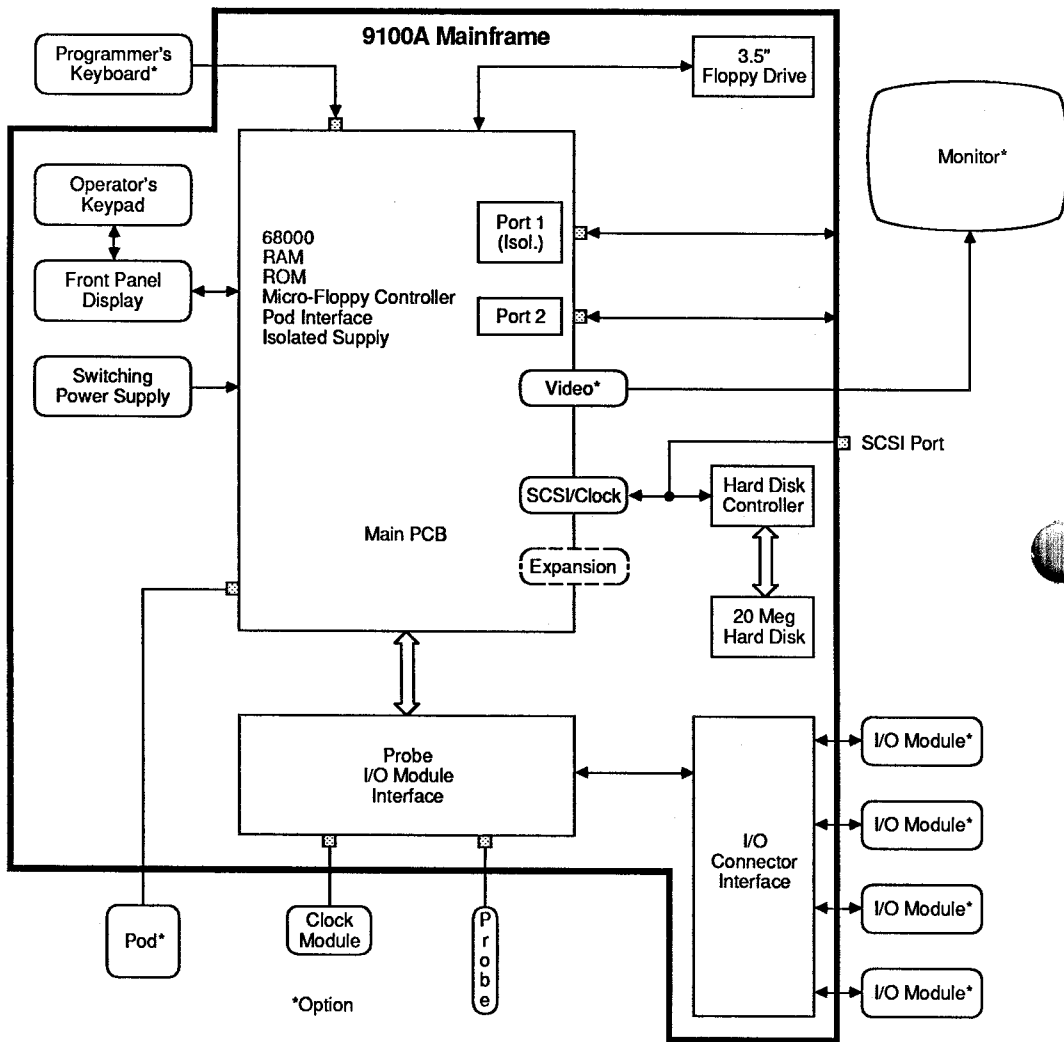 9100A Mainframe
Programmer's
Keyboard*
3.5"
Floppy Drive
Monitor*
Operator's
Keypad
Front Panel
Display
Switching
Power Supply
68000
RAM
ROM
Micro-Floppy Controller
Pod Interface
Isolated Supply
Port 1
(Isol.)
Port 2
Video*
SCSI Port
SCSI/Clock
Hard Disk
Controller
Main PCB
Expansion
20 Meg
Hard Disk
Probe
I/O Module
Interface
I/O
Connector
Interface
I/O Module*
I/O Module*
I/O Module*
I/O Module*
Pod*
Clock
Module
Probe
*Option